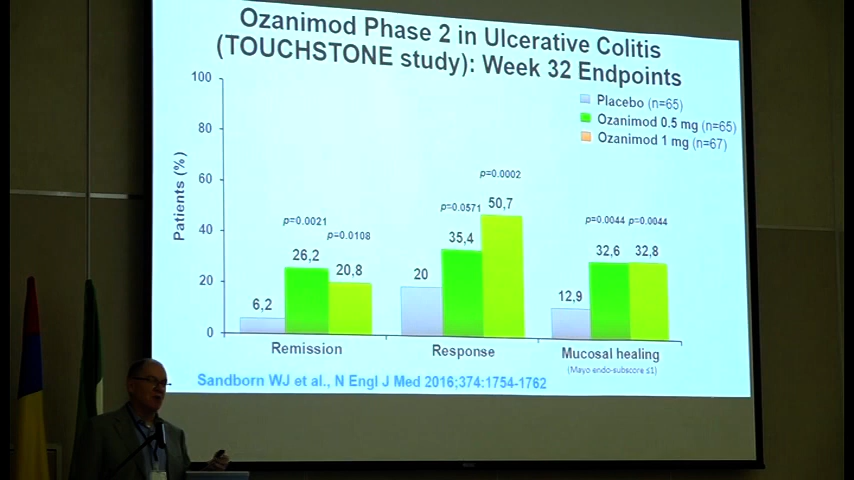 Ozanimod Phase 2 in Ulcerative Colitis
(TOUCHSTONE study): Week 32 Endpoints
Placebo (n=65)
Ozanimod 0.5 mg (n=65)
Ozanimod 1 mg (n=67)
Patients (%)
100
80
60
40
20
0
p=0.0021
p=0.0108
6,2
26,2
20,8
Remission
p=0.0571
p=0.0002
20
35,4
50,7
Response
p=0.0044
p=0.0044
12,9
32,6
32,8
Mucosal healing
(Mayo endo-subscore ≤1)
Sandborn WJ et al., N Engl J Med 2016;374:1754-1762